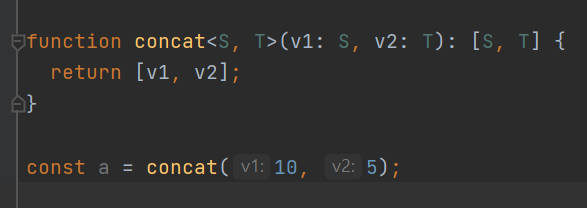 function concat<S, T>(v1: S, v2: T): [S, T] {
  return [v1, v2];
}
const a = concat( v1: 10, v2: 5);